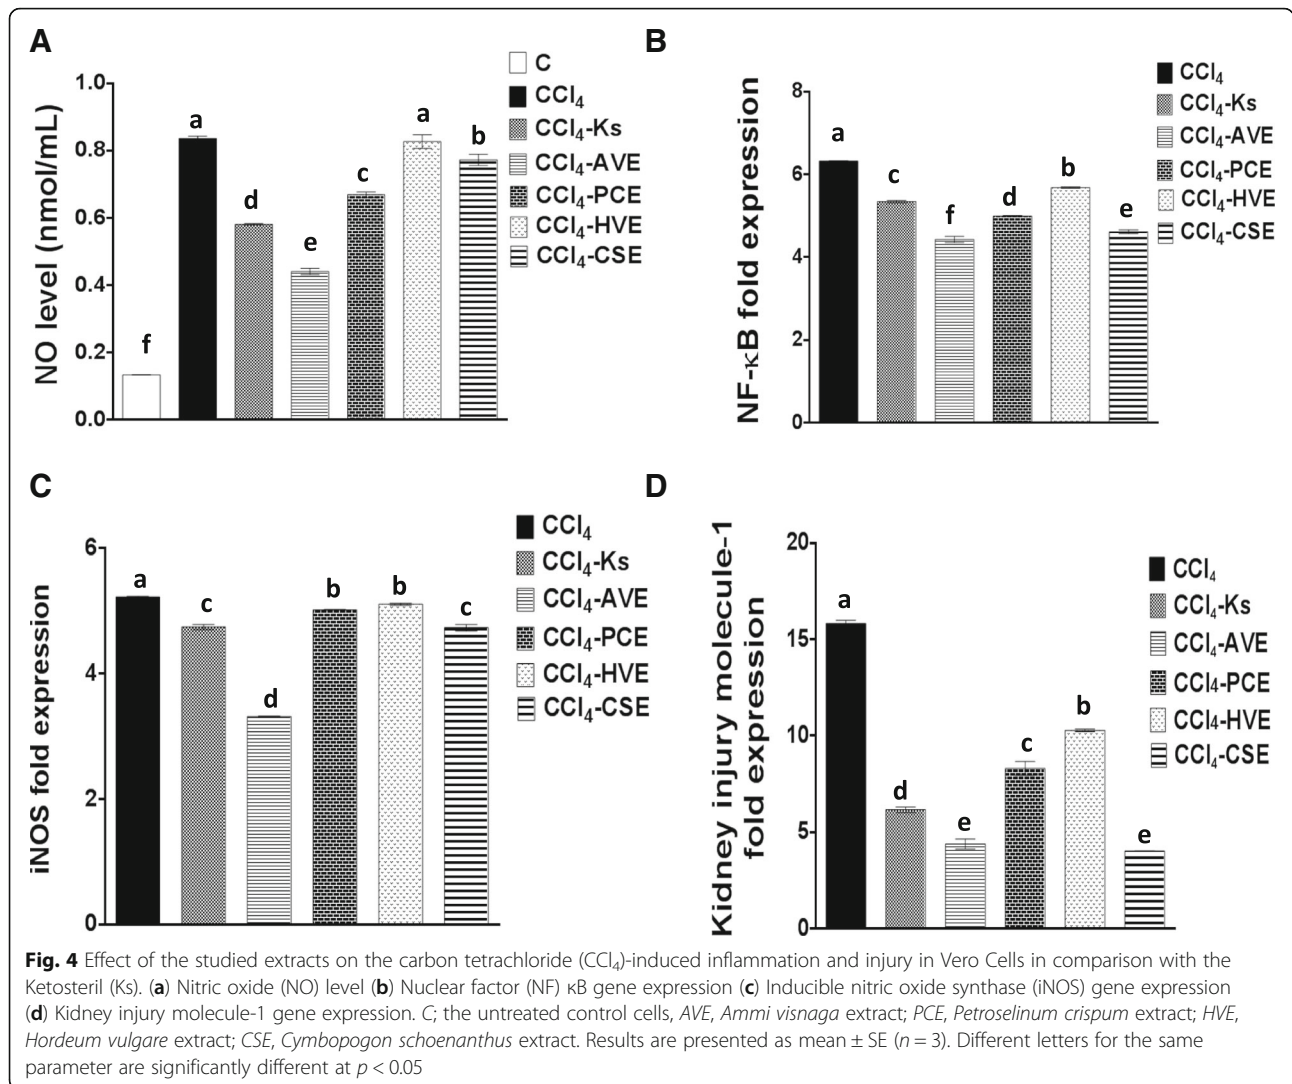 A
NO level (nmol/mL)
1.0
0.8
0.6
0.4
0.2
0.0
f
a
d
e
c
a
b
C
CCl₄
CCl₄-Ks
CCl₄-AVE
CCl₄-PCE
CCl₄-HVE
CCl₄-CSE
B
NF-κB fold expression
8
6
4
2
0
a
c
f
d
b
e
CCl₄
CCl₄-Ks
CCl₄-AVE
CCl₄-PCE
CCl₄-HVE
CCl₄-CSE
C
iNOS fold expression
6
4
2
0
a
c
d
b
b
c
CCl₄
CCl₄-Ks
CCl₄-AVE
CCl₄-PCE
CCl₄-HVE
CCl₄-CSE
D
Kidney injury molecule-1
fold expression
20
15
10
5
0
a
d
e
c
b
e
CCl₄
CCl₄-Ks
CCl₄-AVE
CCl₄-PCE
CCl₄-HVE
CCl₄-CSE
Fig. 4 Effect of the studied extracts on the carbon tetrachloride (CCl₄)-induced inflammation and injury in Vero Cells in comparison with the
Ketosteril (Ks). (a) Nitric oxide (NO) level (b) Nuclear factor (NF) κB gene expression (c) Inducible nitric oxide synthase (iNOS) gene expression
(d) Kidney injury molecule-1 gene expression. C; the untreated control cells, AVE, Ammi visnaga extract; PCE, Petroselinum crispum extract; HVE,
Hordeum vulgare extract; CSE, Cymbopogon schoenanthus extract. Results are presented as mean ± SE (n = 3). Different letters for the same
parameter are significantly different at p < 0.05